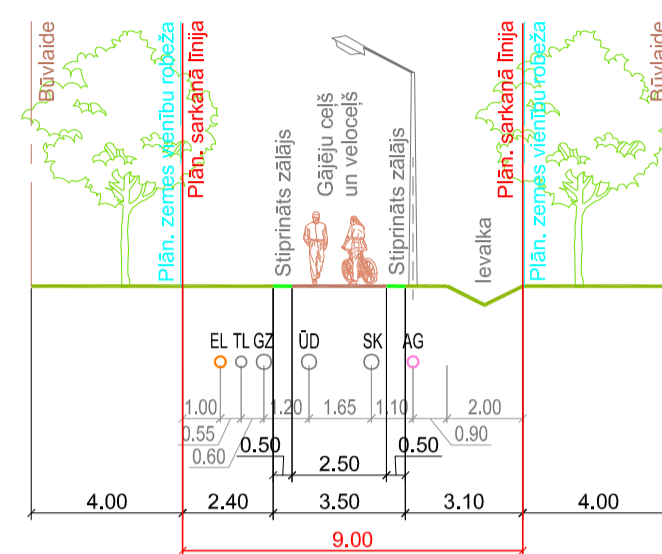 Būvlaide
Plān. zemes vienību robeža
Plān. sarkanā līnija
Stiprināts zālājs
Gājēju ceļš
un veloceļš
Stiprināts zālājs
Ievalka
Plān. sarkanā līnija
Plān. zemes vienību robeža
Būvlaide
EL TL GZ ŪD SK AG
1.00 1.20 1.65 1.10 2.00
0.55 0.90
0.60 0.50 0.50
2.50
4.00 2.40 3.50 3.10 4.00
9.00